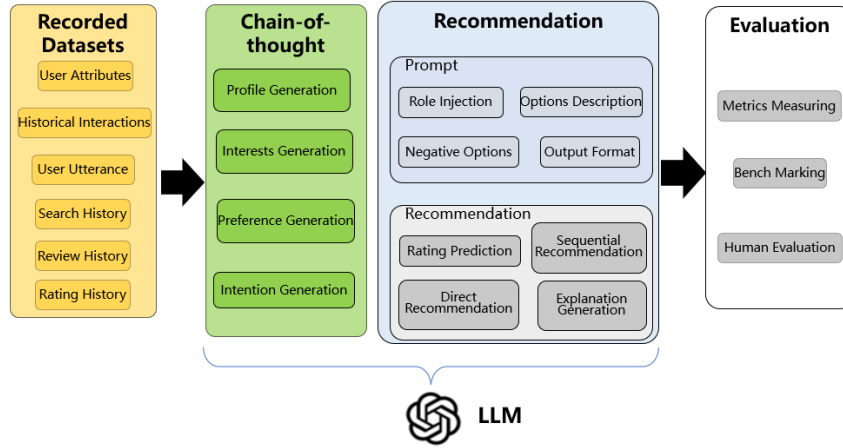 Recorded
Datasets
User Attributes
Historical Interactions
User Utterance
Search History
Review History
Rating History
Chain-of-
thought
Profile Generation
Interests Generation
Preference Generation
Intention Generation
Recommendation
Prompt
Role Injection
Options Description
Negative Options
Output Format
Recommendation
Rating Prediction
Sequential
Recommendation
Direct
Recommendation
Explanation
Generation
Evaluation
Metrics Measuring
Bench Marking
Human Evaluation
LLM